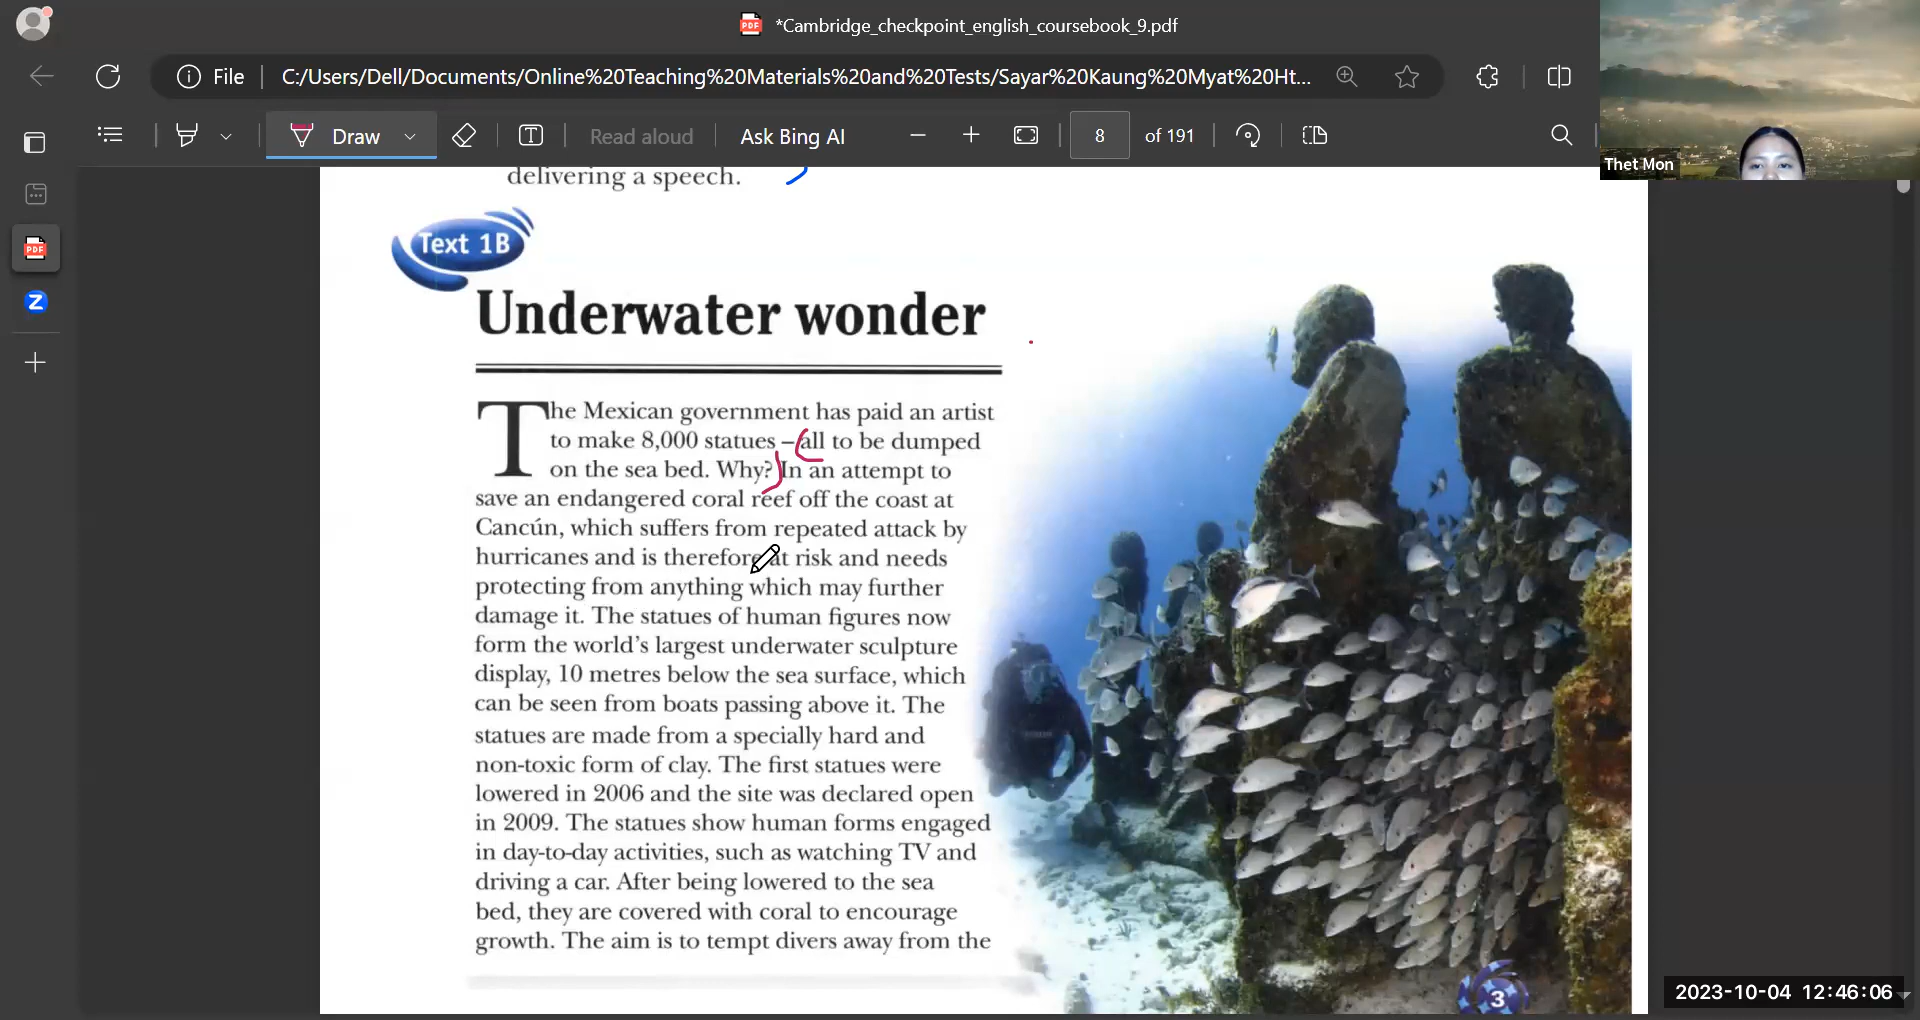 *Cambridge_checkpoint_english_coursebook_9.pdf
File
C:/Users/Dell/Documents/Online%20Teaching%20Materials%20and%20Tests/Sayar%20Kaung%20Myat%20Ht...
Draw
Read aloud
Ask Bing AI
8 of 191
Thet Mon
delivering a speech.
Text 1B
Underwater wonder
The Mexican government has paid an artist
to make 8,000 statues – all to be dumped
on the sea bed. Why? In an attempt to
save an endangered coral reef off the coast at
Cancún, which suffers from repeated attack by
hurricanes and is therefore at risk and needs
protecting from anything which may further
damage it. The statues of human figures now
form the world's largest underwater sculpture
display, 10 metres below the sea surface, which
can be seen from boats passing above it. The
statues are made from a specially hard and
non-toxic form of clay. The first statues were
lowered in 2006 and the site was declared open
in 2009. The statues show human forms engaged
in day-to-day activities, such as watching TV and
driving a car. After being lowered to the sea
bed, they are covered with coral to encourage
growth. The aim is to tempt divers away from the
3
2023-10-04 12:46:06